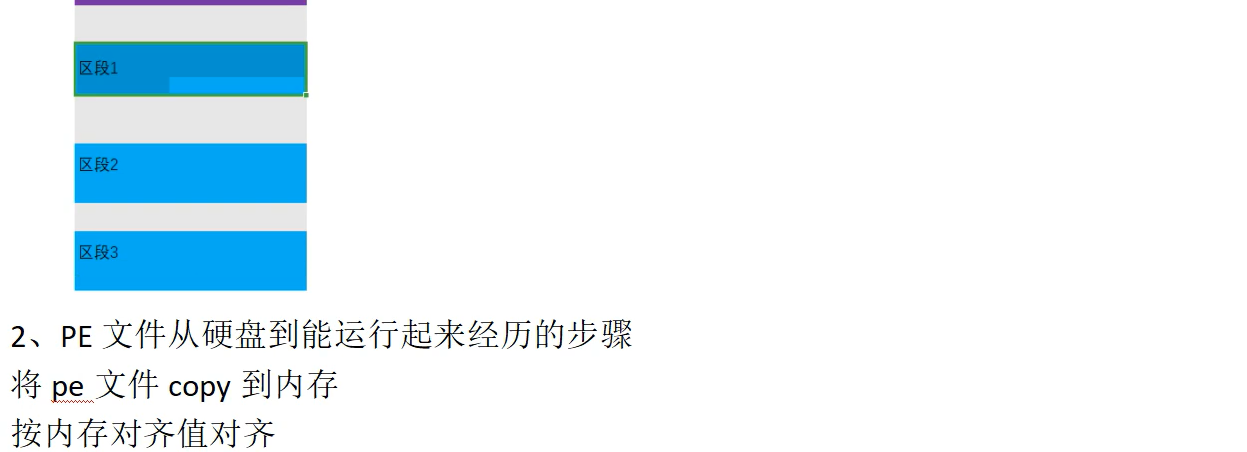 区段1
区段2
区段3
2、PE 文件从硬盘到能运行起来经历的步骤
将 pe 文件 copy 到内存
按内存对齐值对齐